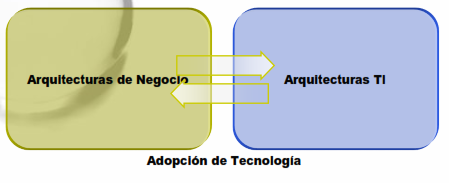 Arquitecturas de Negocio
Arquitecturas TI
Adopción de Tecnología